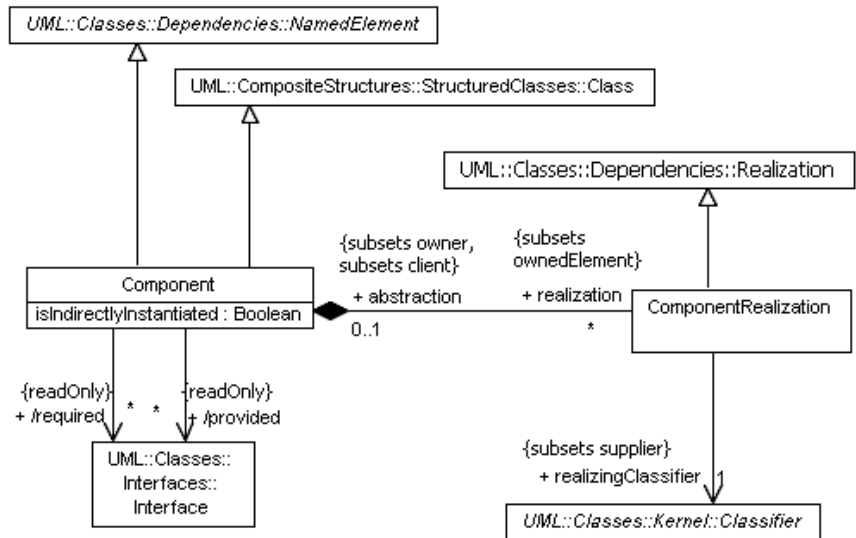 UML::Classes::Dependencies::NamedElement
UML::CompositeStructures::StructuredClasses::Class
UML::Classes::Dependencies::Realization
{subsets owner,
subsets client}
+ abstraction
0..1
{subsets
ownedElement}
+ realization
*
Component
isIndirectlyInstantiated : Boolean
ComponentRealization
{readOnly}
+ /required
*
{readOnly}
+ /provided
*
UML::Classes::
Interfaces::
Interface
{subsets supplier}
+ realizingClassifier
1
UML::Classes::Kernel::Classifier